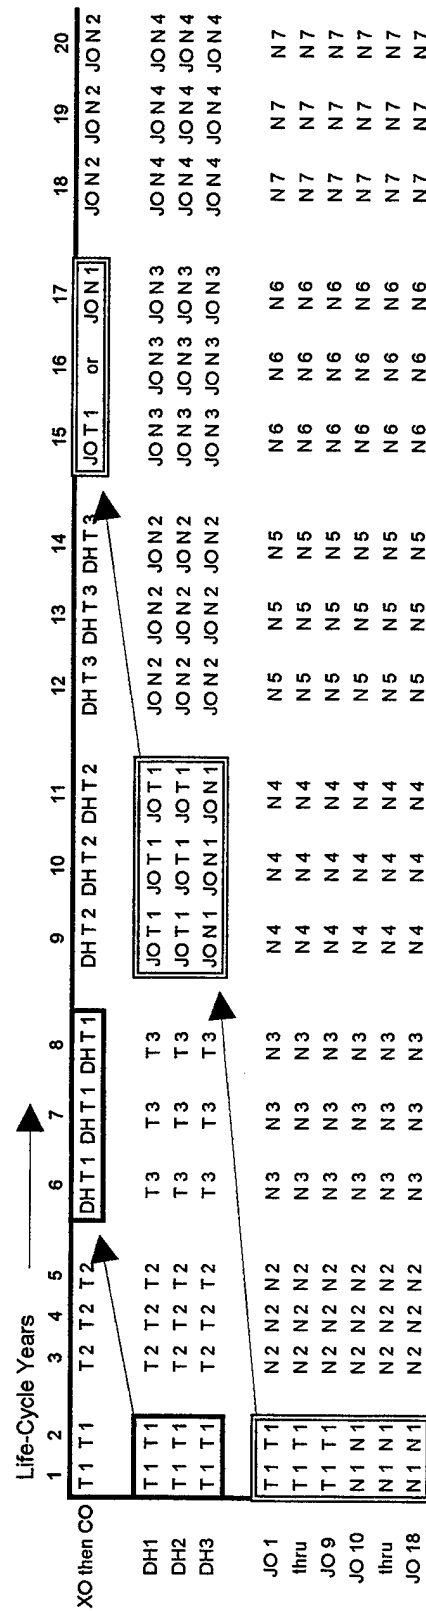 Life-Cycle Years
1 2 3 4 5 6 7 8 9 10 11 12 13 14 15 16 17 18 19 20
XO then CO T1 T1 T2 T2 T2 DHT1 DHT1 DHT1 DHT2 DHT2 DHT2 DHT3 DHT3 DHT3 JOT1 or JON1 JON2 JON2 JON2
DH1 T1 T1 T2 T2 T2 T3 T3 T3 JOT1 JOT1 JOT1 JON2 JON2 JON2 JON3 JON3 JON3 JON4 JON4 JON4
DH2 T1 T1 T2 T2 T2 T3 T3 T3 JOT1 JOT1 JOT1 JON2 JON2 JON2 JON3 JON3 JON3 JON4 JON4 JON4
DH3 T1 T1 T2 T2 T2 T3 T3 T3 JON1 JON1 JON1 JON2 JON2 JON2 JON3 JON3 JON3 JON4 JON4 JON4
JO 1 T1 T1 N2 N2 N2 N3 N3 N3 N4 N4 N4 N5 N5 N5 N6 N6 N6 N7 N7 N7
thru T1 T1 N2 N2 N2 N3 N3 N3 N4 N4 N4 N5 N5 N5 N6 N6 N6 N7 N7 N7
JO 9 T1 T1 N2 N2 N2 N3 N3 N3 N4 N4 N4 N5 N5 N5 N6 N6 N6 N7 N7 N7
JO 10 N1 N1 N2 N2 N2 N3 N3 N3 N4 N4 N4 N5 N5 N5 N6 N6 N6 N7 N7 N7
thru N1 N1 N2 N2 N2 N3 N3 N3 N4 N4 N4 N5 N5 N5 N6 N6 N6 N7 N7 N7
JO 18 N1 N1 N2 N2 N2 N3 N3 N3 N4 N4 N4 N5 N5 N5 N6 N6 N6 N7 N7 N7